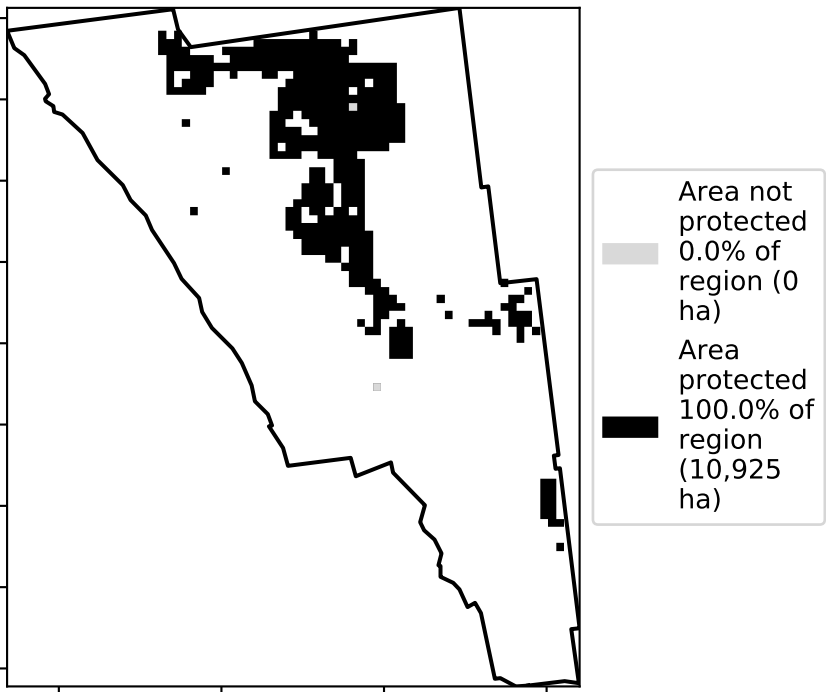 Area not
protected
0.0% of
region (0
ha)
Area
protected
100.0% of
region
(10,925
ha)